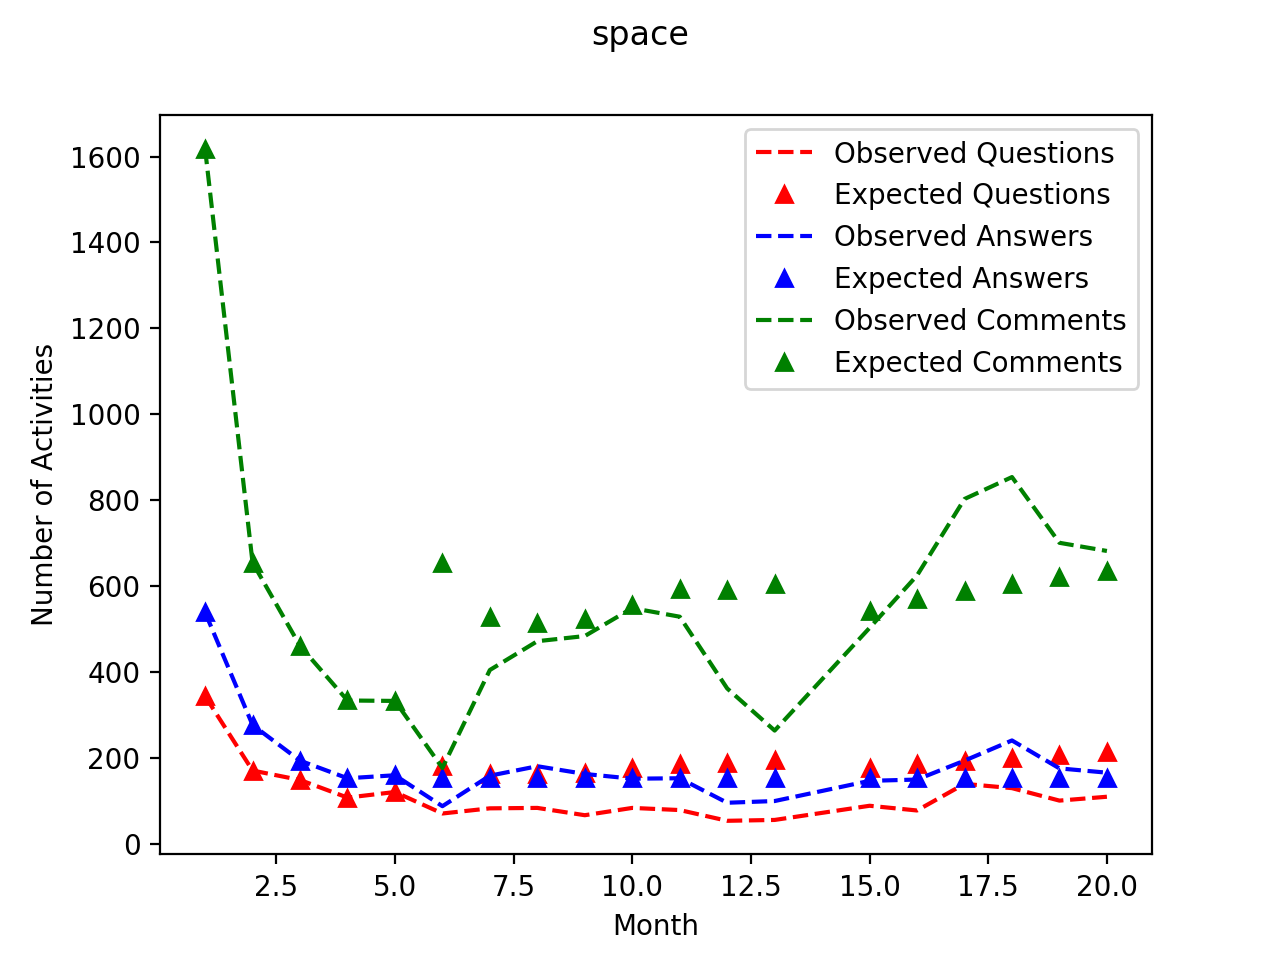 space
1600
1400
1200
1000
800
600
400
200
0
Number of Activities
2.5
5.0
7.5
10.0
12.5
15.0
17.5
20.0
Month
Observed Questions
Expected Questions
Observed Answers
Expected Answers
Observed Comments
Expected Comments